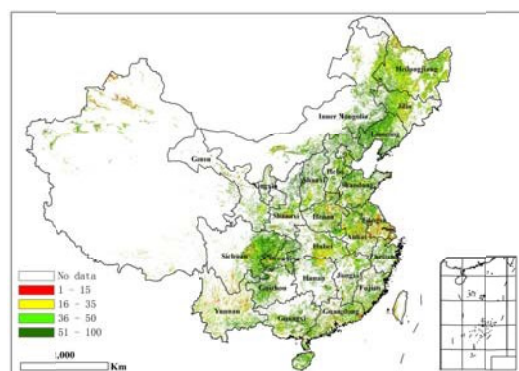 Heilongjiang
Jilin
Liaoning
Inner Mongolia
Gansu
Hebei
Shanxi
Shandong
Ningxia
Shaanxi
Henan
Jiangsu
Anhui
Hubei
Sichuan
Hunan
Jiangxi
Guizhou
Fujian
Yunnan
Guangxi
Guangdong
No data
1 - 15
16 - 35
36 - 50
51 - 100
,000
Km